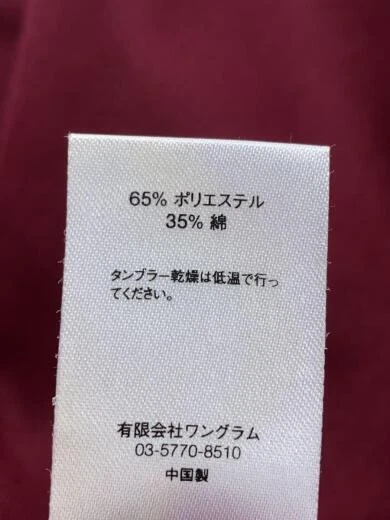 65% ポリエステル
35% 綿
タンブラー乾燥は低温で行っ
てください。
有限会社ワングラム
03-5770-8510
中国製